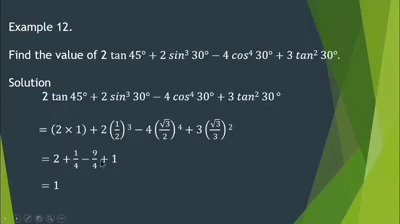 Example 12.
Find the value of 2 tan 45° + 2 sin³ 30° − 4 cos⁴ 30° + 3 tan² 30°.
Solution
2 tan 45° + 2 sin³ 30° − 4 cos⁴ 30° + 3 tan² 30°
= (2 × 1) + 2(1/2)³ − 4(√3/2)⁴ + 3(√3/3)²
= 2 + 1/4 − 9/4 + 1
= 1